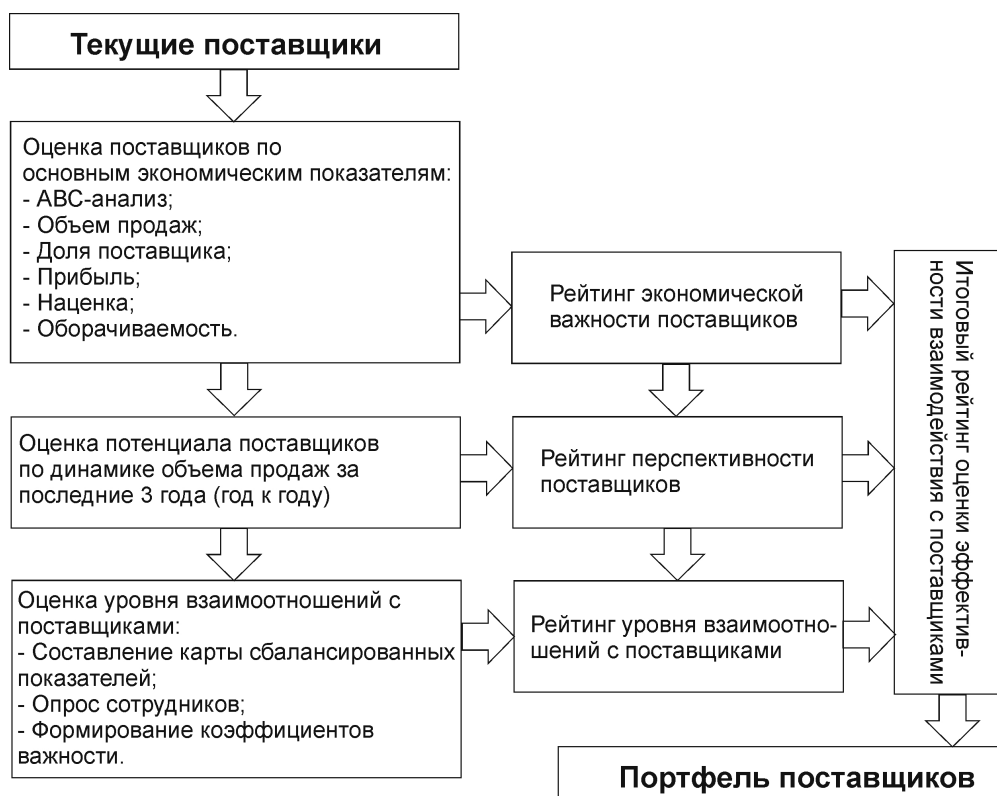 Текущие поставщики
Оценка поставщиков по
основным экономическим показателям:
- АВС-анализ;
- Объем продаж;
- Доля поставщика;
- Прибыль;
- Наценка;
- Оборачиваемость.
Рейтинг экономической
важности поставщиков
Оценка потенциала поставщиков
по динамике объема продаж за
последние 3 года (год к году)
Рейтинг перспективности
поставщиков
Оценка уровня взаимоотношений с
поставщиками:
- Составление карты сбалансированных
показателей;
- Опрос сотрудников;
- Формирование коэффициентов
важности.
Рейтинг уровня взаимоотно-
шений с поставщиками
Итоговый рейтинг оценки эффектив-
ности взаимодействия с поставщиками
Портфель поставщиков